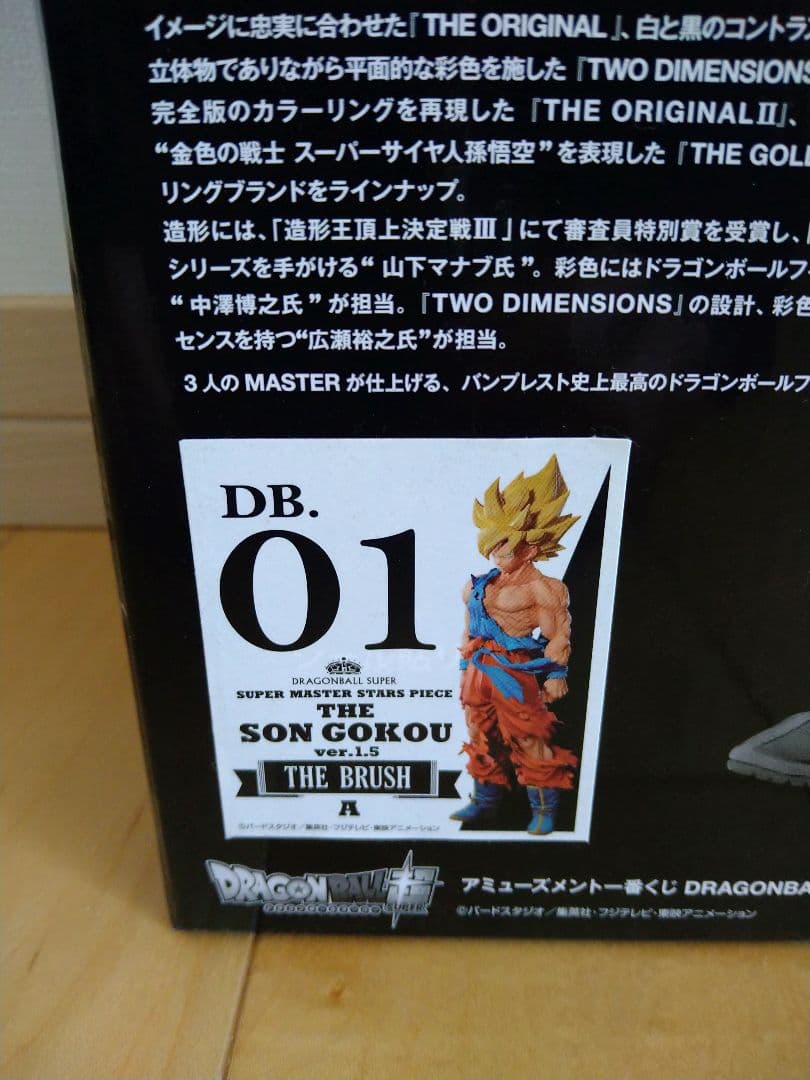 イメージに忠実に合わせた『THE ORIGINAL』、白と黒のコントラ
立体物でありながら平面的な彩色を施した『TWO DIMENSIONS
完全版のカラーリングを再現した『THE ORIGINALⅡ』、
“金色の戦士 スーパーサイヤ人孫悟空”を表現した『THE GOL
リングブランドをラインナップ。
造形には、「造形王頂上決定戦Ⅲ」にて審査員特別賞を受賞し、
シリーズを手がける“山下マナブ氏”。彩色にはドラゴンボールフ
“中澤博之氏”が担当。『TWO DIMENSIONS』の設計、彩色
センスを持つ“広瀬裕之氏”が担当。
3人のMASTERが仕上げる、バンプレスト史上最高のドラゴンボールフ
DB.
01
DRAGONBALL SUPER
SUPER MASTER STARS PIECE
THE
SON GOKOU
ver.1.5
THE BRUSH
A
©バードスタジオ／集英社・フジテレビ・東映アニメーション
DRAGON BALL超
SUPER
アミューズメント一番くじ DRAGONBA
©バードスタジオ／集英社・フジテレビ・東映アニメーション